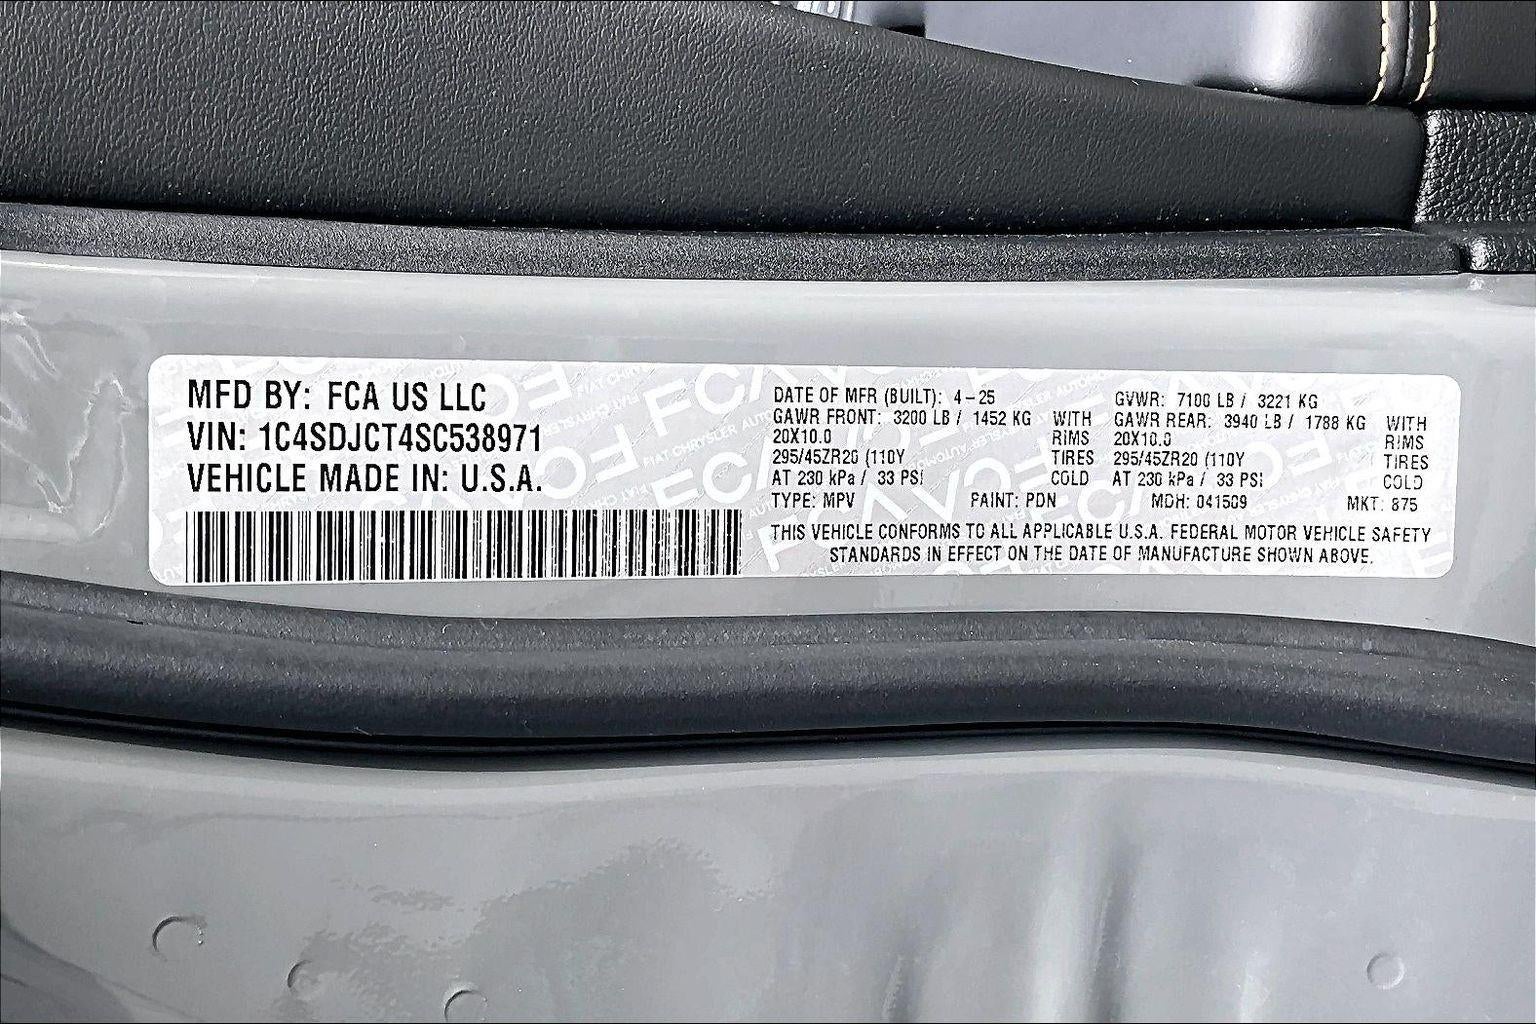 MFD BY: FCA US LLC
VIN: 1C4SDJCT4SC538971
VEHICLE MADE IN: U.S.A.
DATE OF MFR (BUILT): 4-25 GVWR: 7100 LB / 3221 KG
GAWR FRONT: 3200 LB / 1452 KG WITH GAWR REAR: 3940 LB / 1788 KG WITH
20X10.0 RIMS 20X10.0 RIMS
295/45ZR20 (110Y TIRES 295/45ZR20 (110Y TIRES
AT 230 kPa / 33 PSI COLD AT 230 kPa / 33 PSI COLD
TYPE: MPV PAINT: PDN MDH: 041509 MKT: 875
THIS VEHICLE CONFORMS TO ALL APPLICABLE U.S.A. FEDERAL MOTOR VEHICLE SAFETY
STANDARDS IN EFFECT ON THE DATE OF MANUFACTURE SHOWN ABOVE.